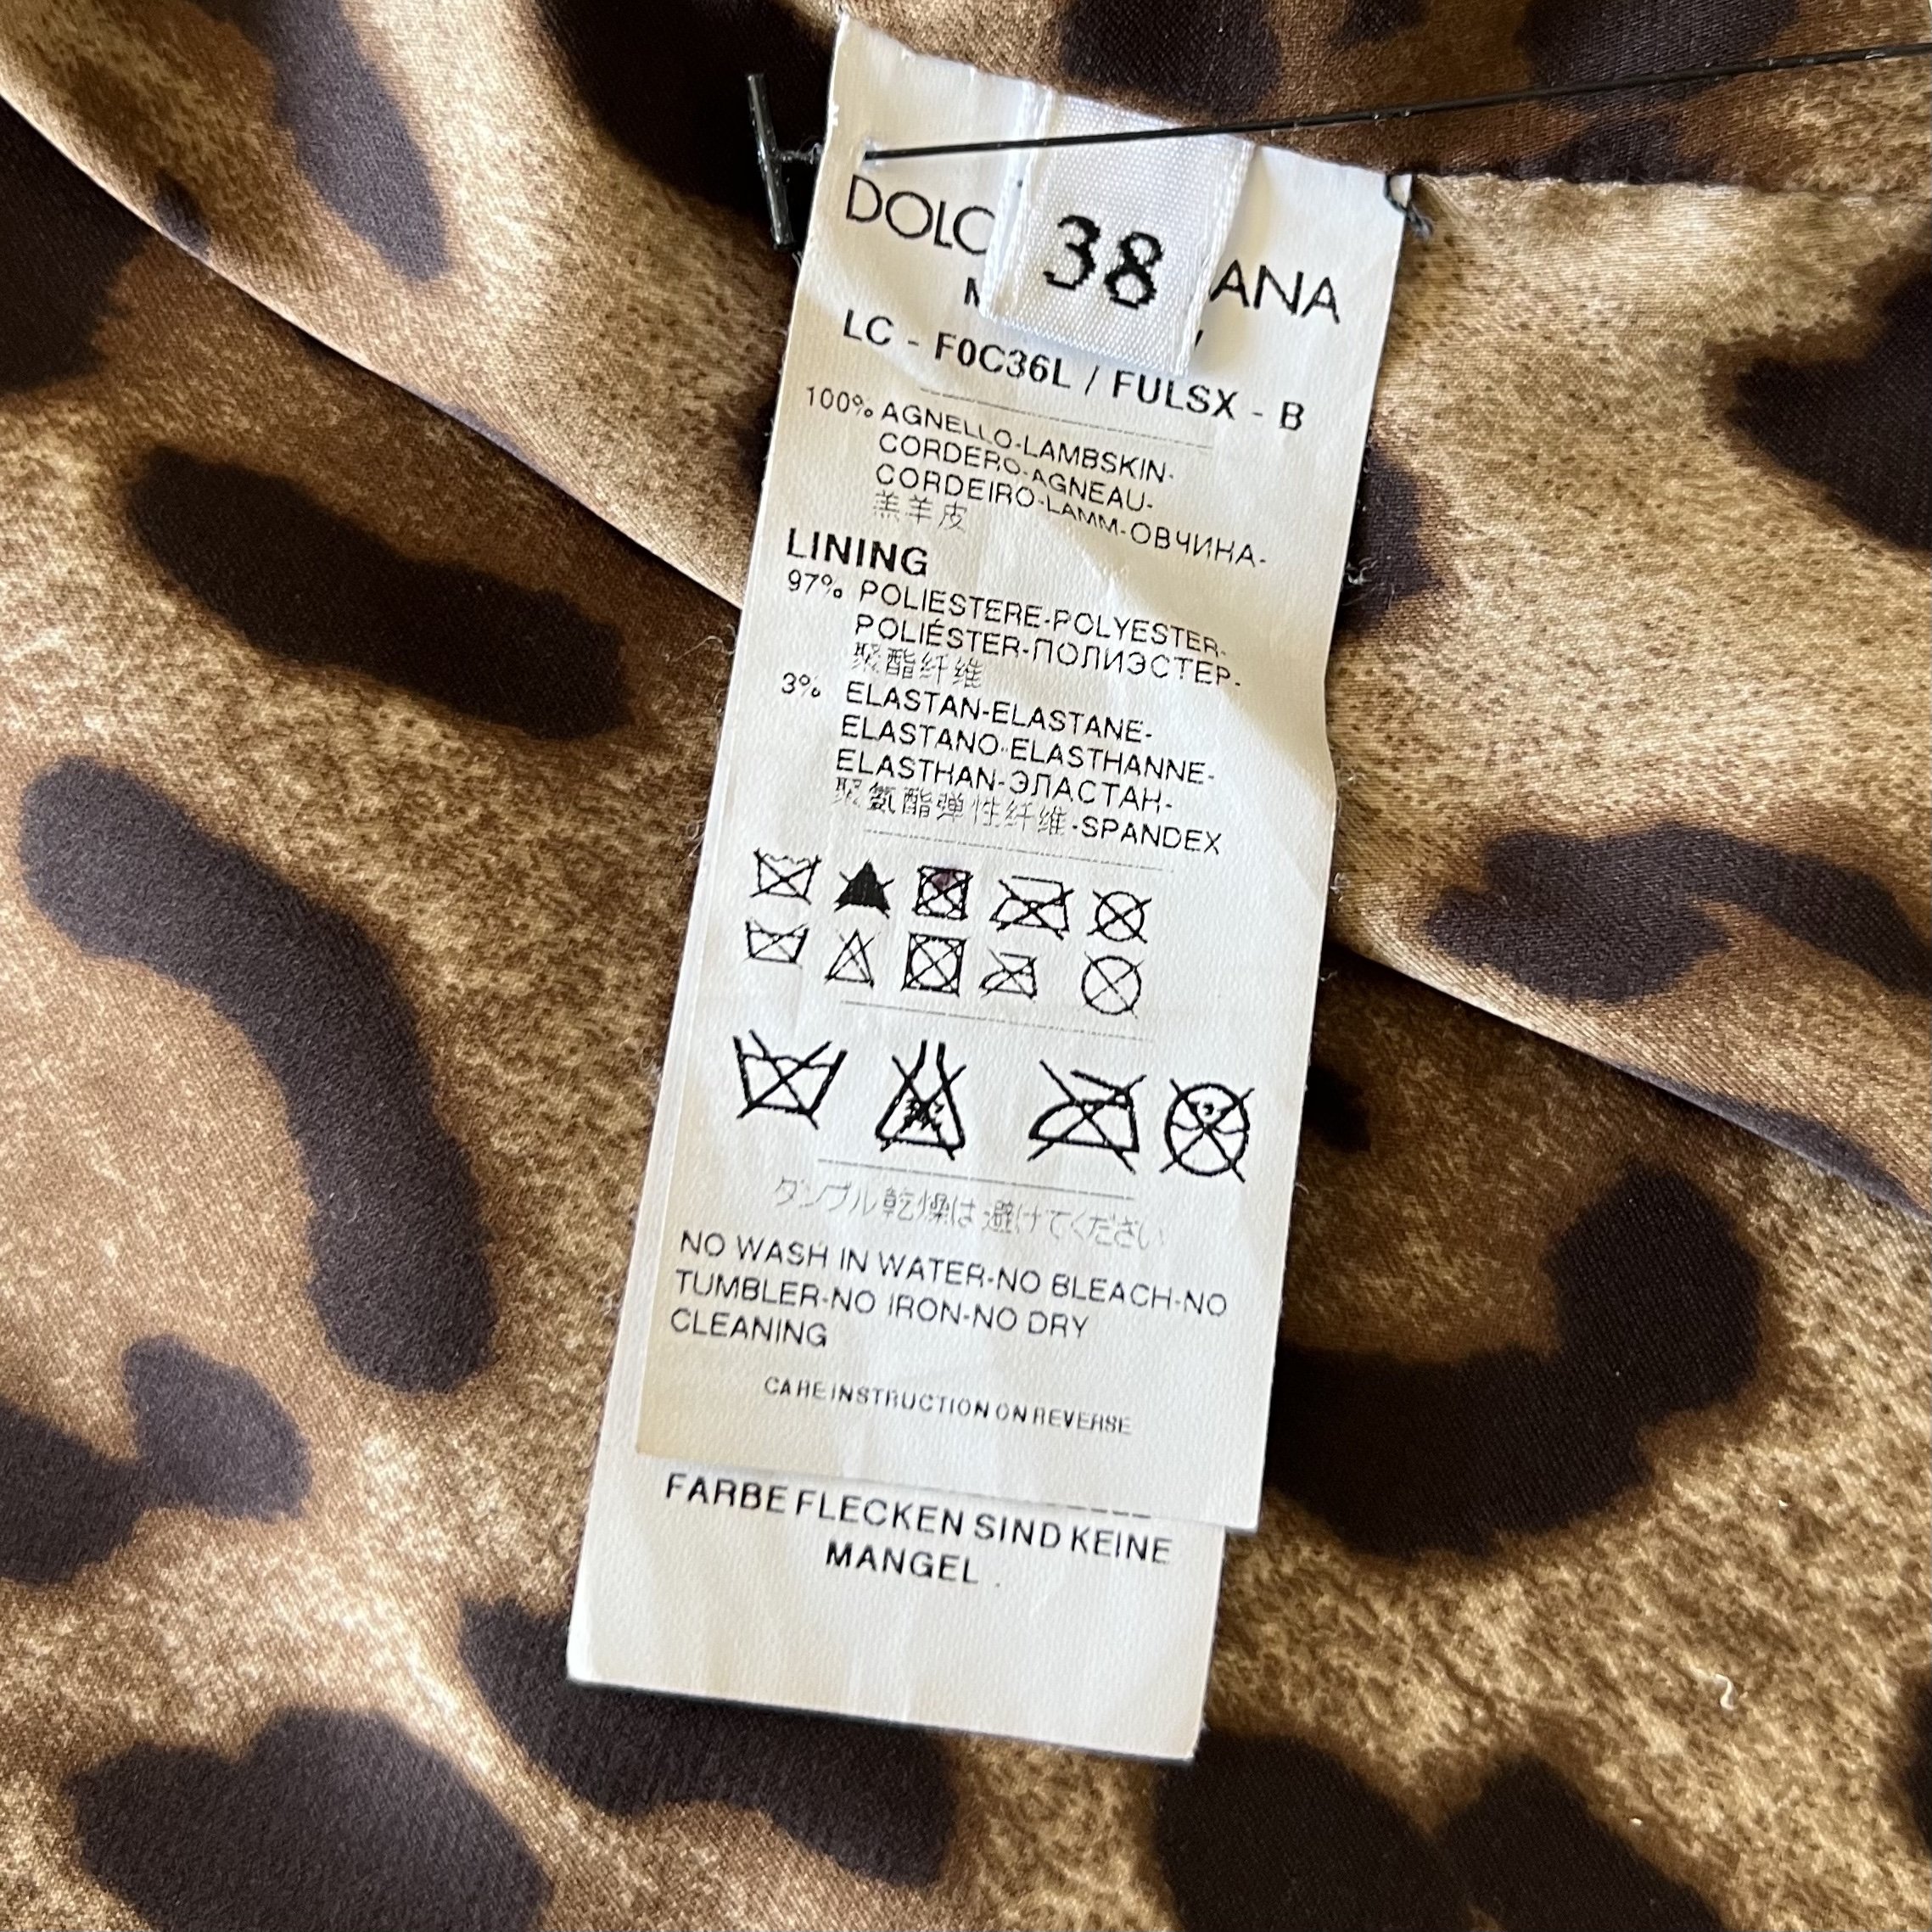 38
DOLC ANA
LC - F0C36L / FULSX - B
100% AGNELLO-LAMBSKIN-
CORDERO-AGNEAU-
CORDEIRO-LAMM-ОВЧИНА-
羔羊皮
LINING
97% POLIESTERE-POLYESTER-
POLIÉSTER-ПОЛИЭСТЕР-
聚酯纤维
3% ELASTAN-ELASTANE-
ELASTANO-ELASTHANNE-
ELASTHAN-ЭЛАСТАН-
聚氨酯弹性纤维-SPANDEX
タンブル乾燥は避けてください
NO WASH IN WATER-NO BLEACH-NO
TUMBLER-NO IRON-NO DRY
CLEANING
CARE INSTRUCTION ON REVERSE
FARBE FLECKEN SIND KEINE
MANGEL .